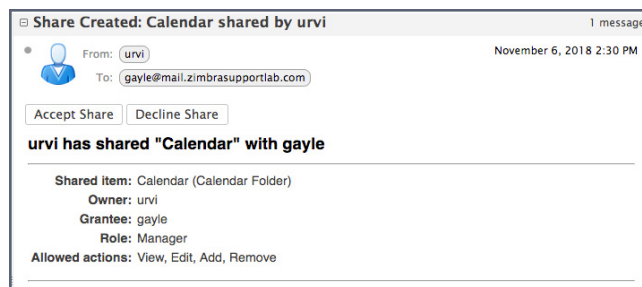 Share Created: Calendar shared by urvi 1 message
From: urvi November 6, 2018 2:30 PM
To: gayle@mail.zimbrasupportlab.com
Accept Share Decline Share
urvi has shared "Calendar" with gayle
Shared item: Calendar (Calendar Folder)
Owner: urvi
Grantee: gayle
Role: Manager
Allowed actions: View, Edit, Add, Remove